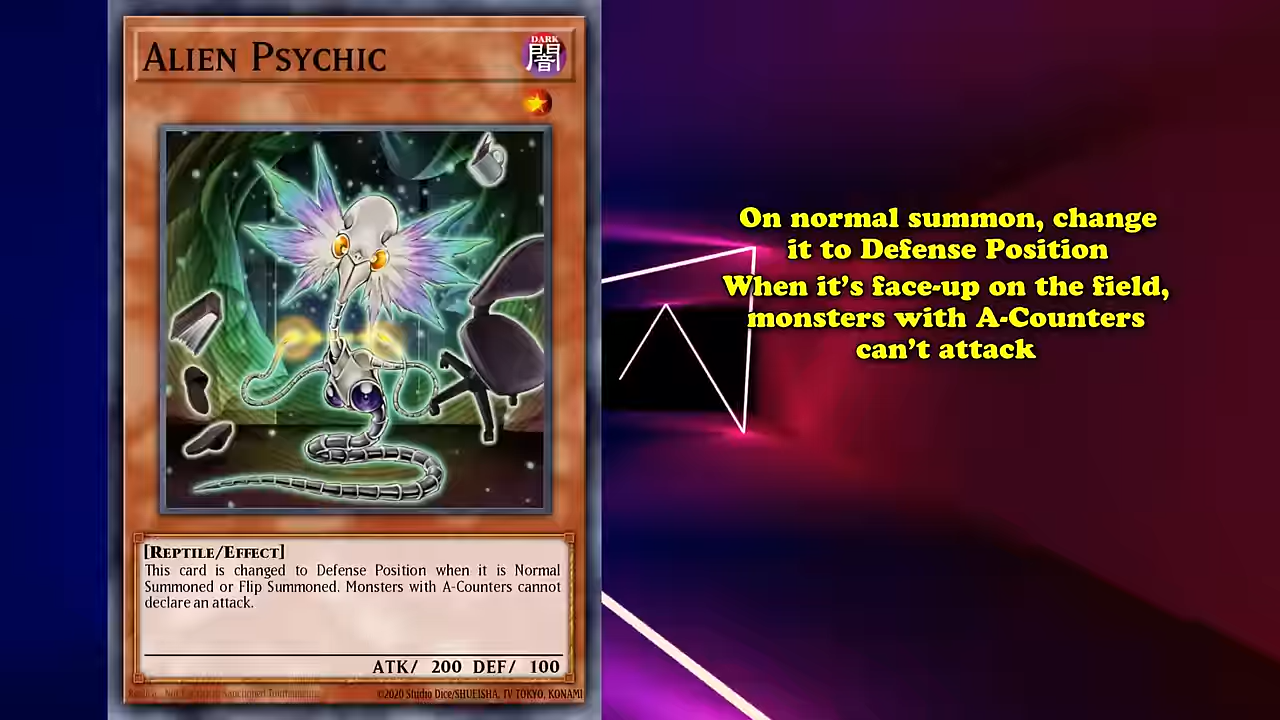 Alien Psychic
DARK
闇
On normal summon, change
it to Defense Position
When it's face-up on the field,
monsters with A-Counters
can't attack
[Reptile/Effect]
This card is changed to Defense Position when it is Normal
Summoned or Flip Summoned. Monsters with A-Counters cannot
declare an attack.
ATK/ 200 DEF/ 100
©2020 Studio Dice/SHUEISHA, TV TOKYO, KONAMI